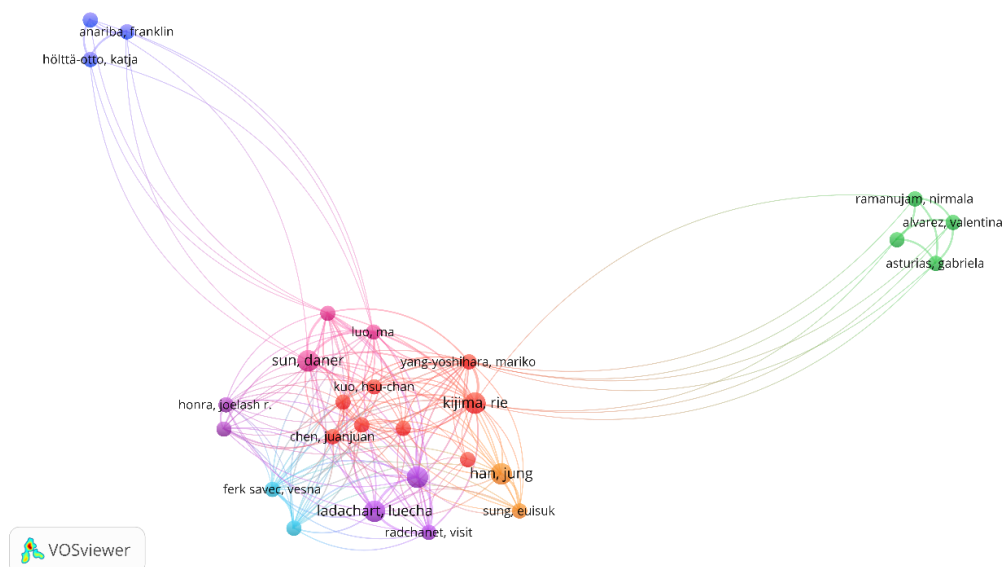 anariba, franklin
hölttä-otto, katja
ramanujam, nirmala
alvarez, valentina
asturias, gabriela
luo, ma
sun, daner
yang-yoshihara, mariko
kuo, hsu-chan
honra, joelash r.
kijima, rie
chen, juanjuan
han, jung
ferk savec, vesna
ladachart, luecha
sung, euisuk
radchanet, visit
VOSviewer